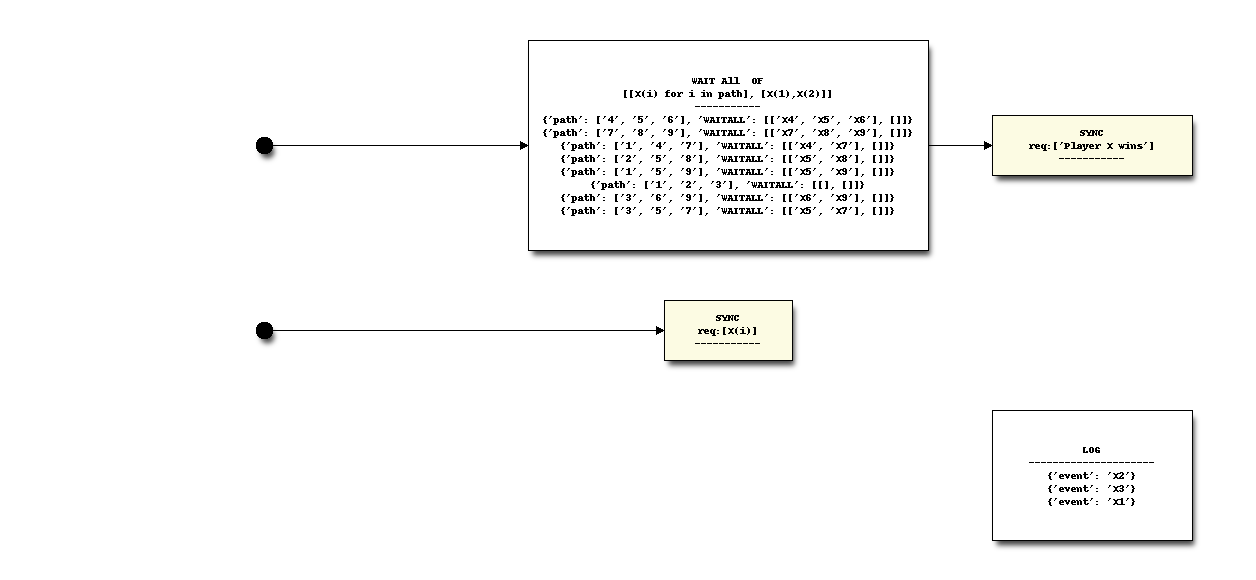 WAIT All OF
[[X(i) for i in path], [X(1),X(2)]]
-----------
{'path': ['4', '5', '6'], 'WAITALL': [['X4', 'X5', 'X6'], []]}
{'path': ['7', '8', '9'], 'WAITALL': [['X7', 'X8', 'X9'], []]}
{'path': ['1', '4', '7'], 'WAITALL': [['X4', 'X7'], []]}
{'path': ['2', '5', '8'], 'WAITALL': [['X5', 'X8'], []]}
{'path': ['1', '5', '9'], 'WAITALL': [['X5', 'X9'], []]}
{'path': ['1', '2', '3'], 'WAITALL': [[], []]}
{'path': ['3', '6', '9'], 'WAITALL': [['X6', 'X9'], []]}
{'path': ['3', '5', '7'], 'WAITALL': [['X5', 'X7'], []]}
SYNC
req:['Player X wins']
-----------
SYNC
req:[X(i)]
-----------
LOG
---------------------
{'event': 'X2'}
{'event': 'X3'}
{'event': 'X1'}